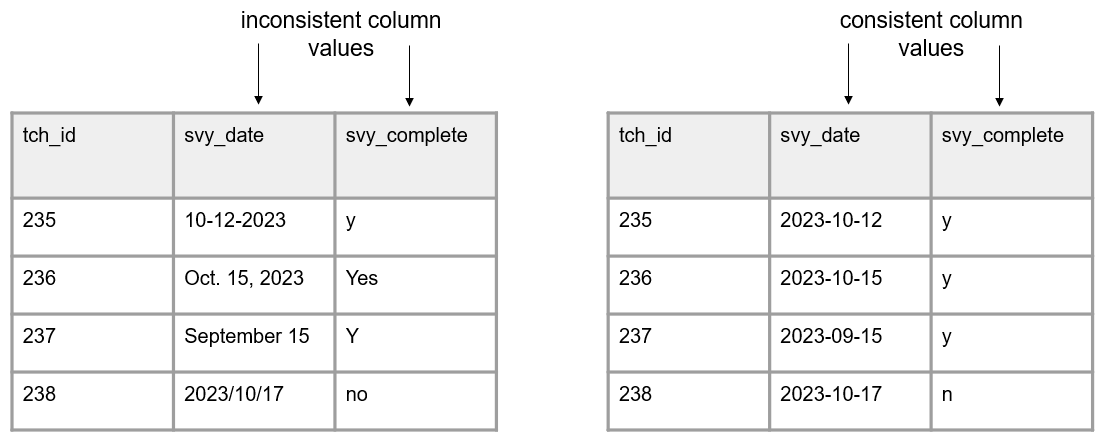 inconsistent column
values
consistent column
values
tch_id svy_date svy_complete
235 10-12-2023 y
236 Oct. 15, 2023 Yes
237 September 15 Y
238 2023/10/17 no
tch_id svy_date svy_complete
235 2023-10-12 y
236 2023-10-15 y
237 2023-09-15 y
238 2023-10-17 n